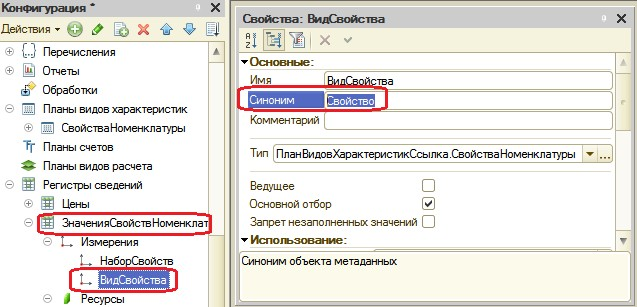 Конфигурация *
Действия
Перечисления
Отчеты
Обработки
Планы видов характеристик
СвойстваНоменклатуры
Планы счетов
Планы видов расчета
Регистры сведений
Цены
ЗначенияСвойствНоменклат
Измерения
НаборСвойств
ВидСвойства
Ресурсы
Свойства: ВидСвойства
Основные:
Имя ВидСвойства
Синоним Свойство
Комментарий
Тип ПланВидовХарактеристикСсылка.СвойстваНоменклатуры ...
Ведущее
Основной отбор
Запрет незаполненных значений
Использование:
Синоним объекта метаданных